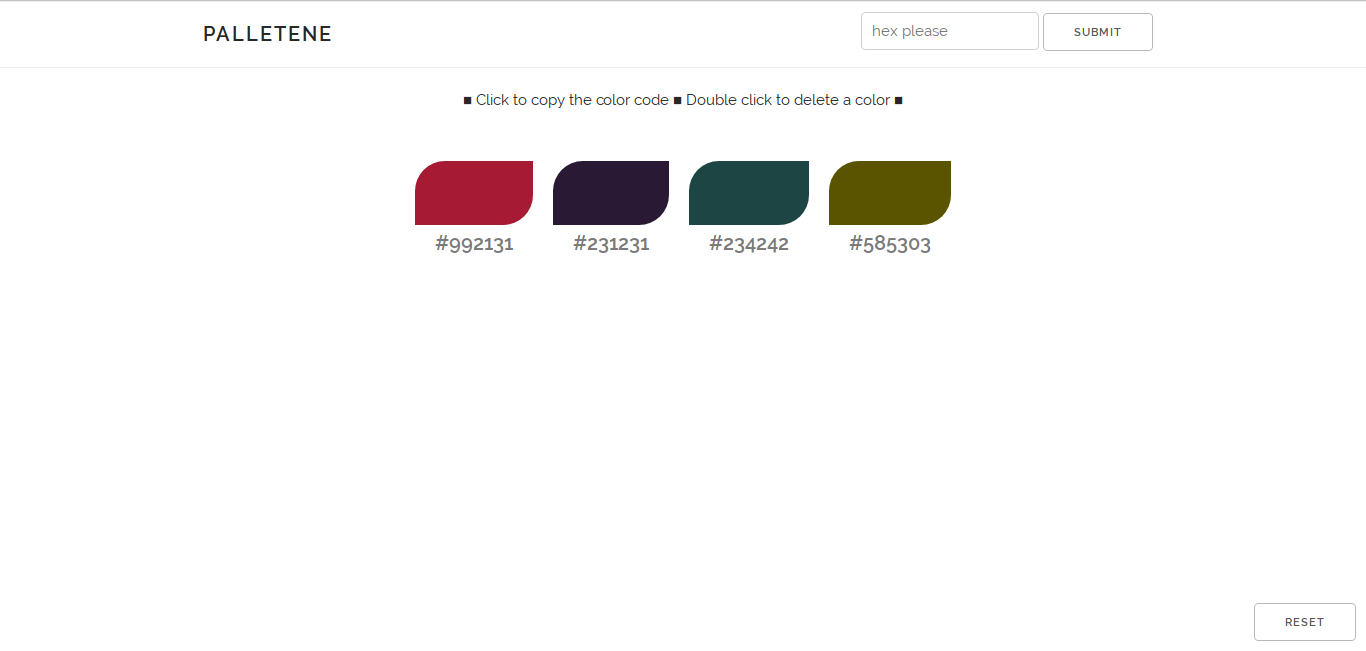 PALLETENE
hex please
SUBMIT
■ Click to copy the color code ■ Double click to delete a color ■
#992131
#231231
#234242
#585303
RESET